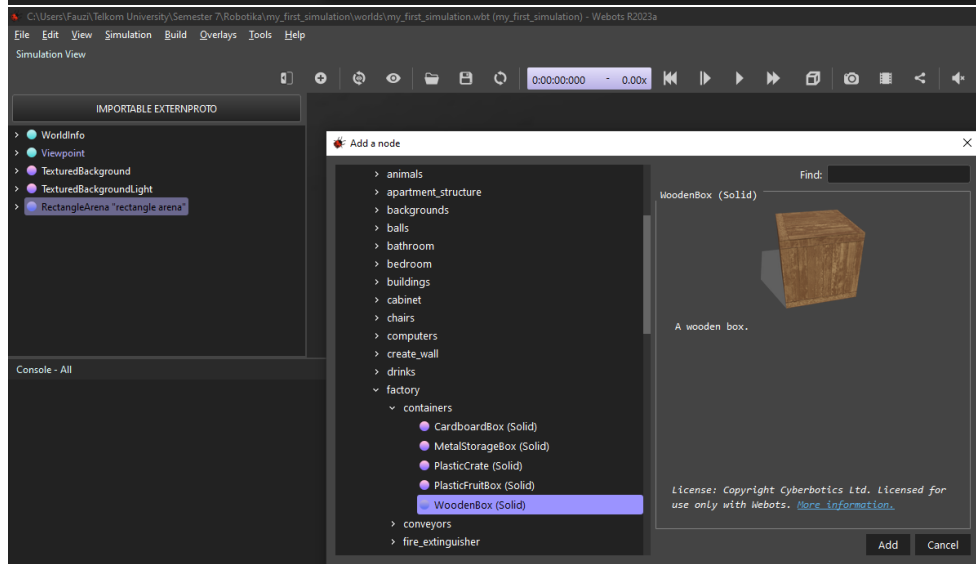 C:\Users\Fauzi\Telkom University\Semester 7\Robotika\my_first_simulation\worlds\my_first_simulation.wbt (my_first_simulation) - Webots R2023a
File Edit View Simulation Build Overlays Tools Help
Simulation View
0:00:00:000 - 0.00x
IMPORTABLE EXTERNPROTO
WorldInfo
Viewpoint
TexturedBackground
TexturedBackgroundLight
RectangleArena "rectangle arena"
Console - All
Add a node
animals
apartment_structure
backgrounds
balls
bathroom
bedroom
buildings
cabinet
chairs
computers
create_wall
drinks
factory
containers
CardboardBox (Solid)
MetalStorageBox (Solid)
PlasticCrate (Solid)
PlasticFruitBox (Solid)
WoodenBox (Solid)
conveyors
fire_extinguisher
Find:
WoodenBox (Solid)
A wooden box.
License: Copyright Cyberbotics Ltd. Licensed for
use only with Webots. More information.
Add Cancel